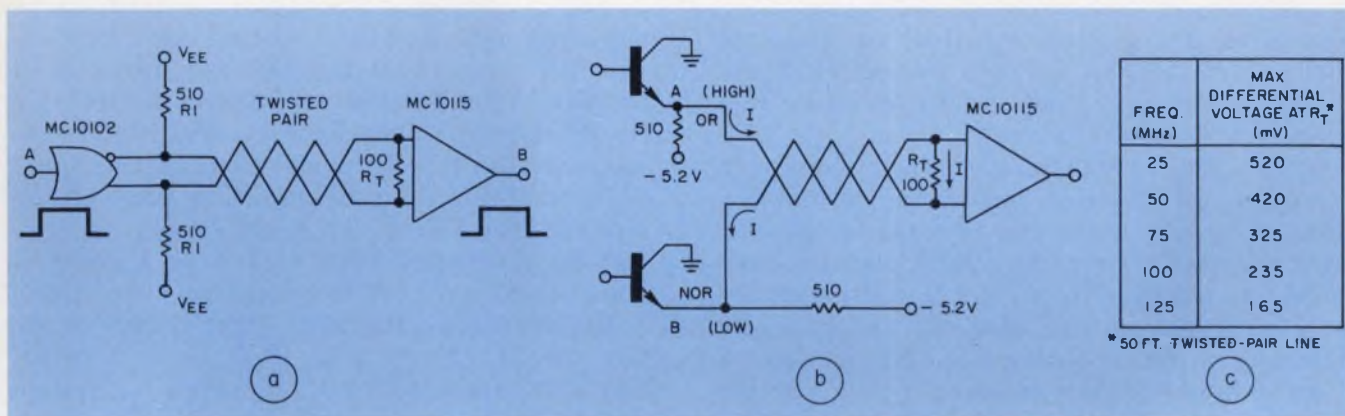 VEE
510
R1
MC10102
A
TWISTED
PAIR
MC10115
100
RT
B
510
R1
VEE
a
A
(HIGH)
OR
I
510
- 5.2V
MC10115
RT
100
I
I
NOR
510
- 5.2V
B
(LOW)
b
FREQ.
(MHz)
MAX
DIFFERENTIAL
VOLTAGE AT RT*
(mV)
25 520
50 420
75 325
100 235
125 165
*50 FT. TWISTED-PAIR LINE
c